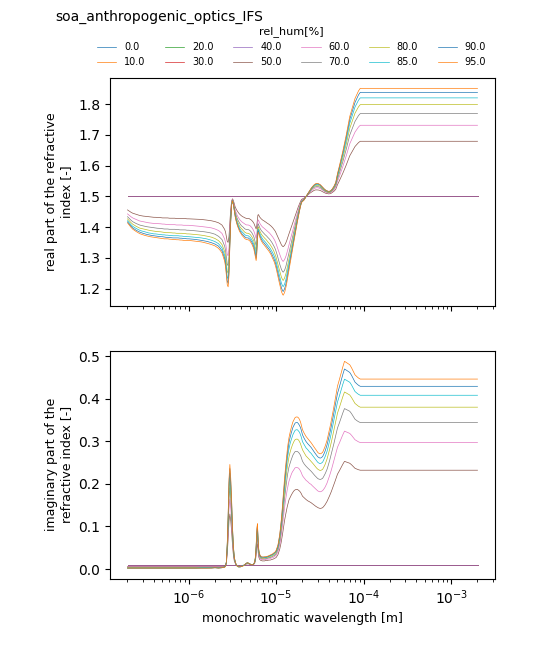 soa_anthropogenic_optics_IFS
rel_hum[%]
0.0 20.0 40.0 60.0 80.0 90.0
10.0 30.0 50.0 70.0 85.0 95.0
real part of the refractive
index [-]
1.8
1.7
1.6
1.5
1.4
1.3
1.2
imaginary part of the
refractive index [-]
0.5
0.4
0.3
0.2
0.1
0.0
10⁻⁶ 10⁻⁵ 10⁻⁴ 10⁻³
monochromatic wavelength [m]